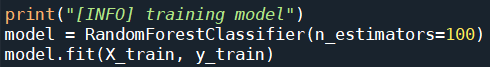 print("[INFO] training model")
model = RandomForestClassifier(n_estimators=100)
model.fit(X_train, y_train)